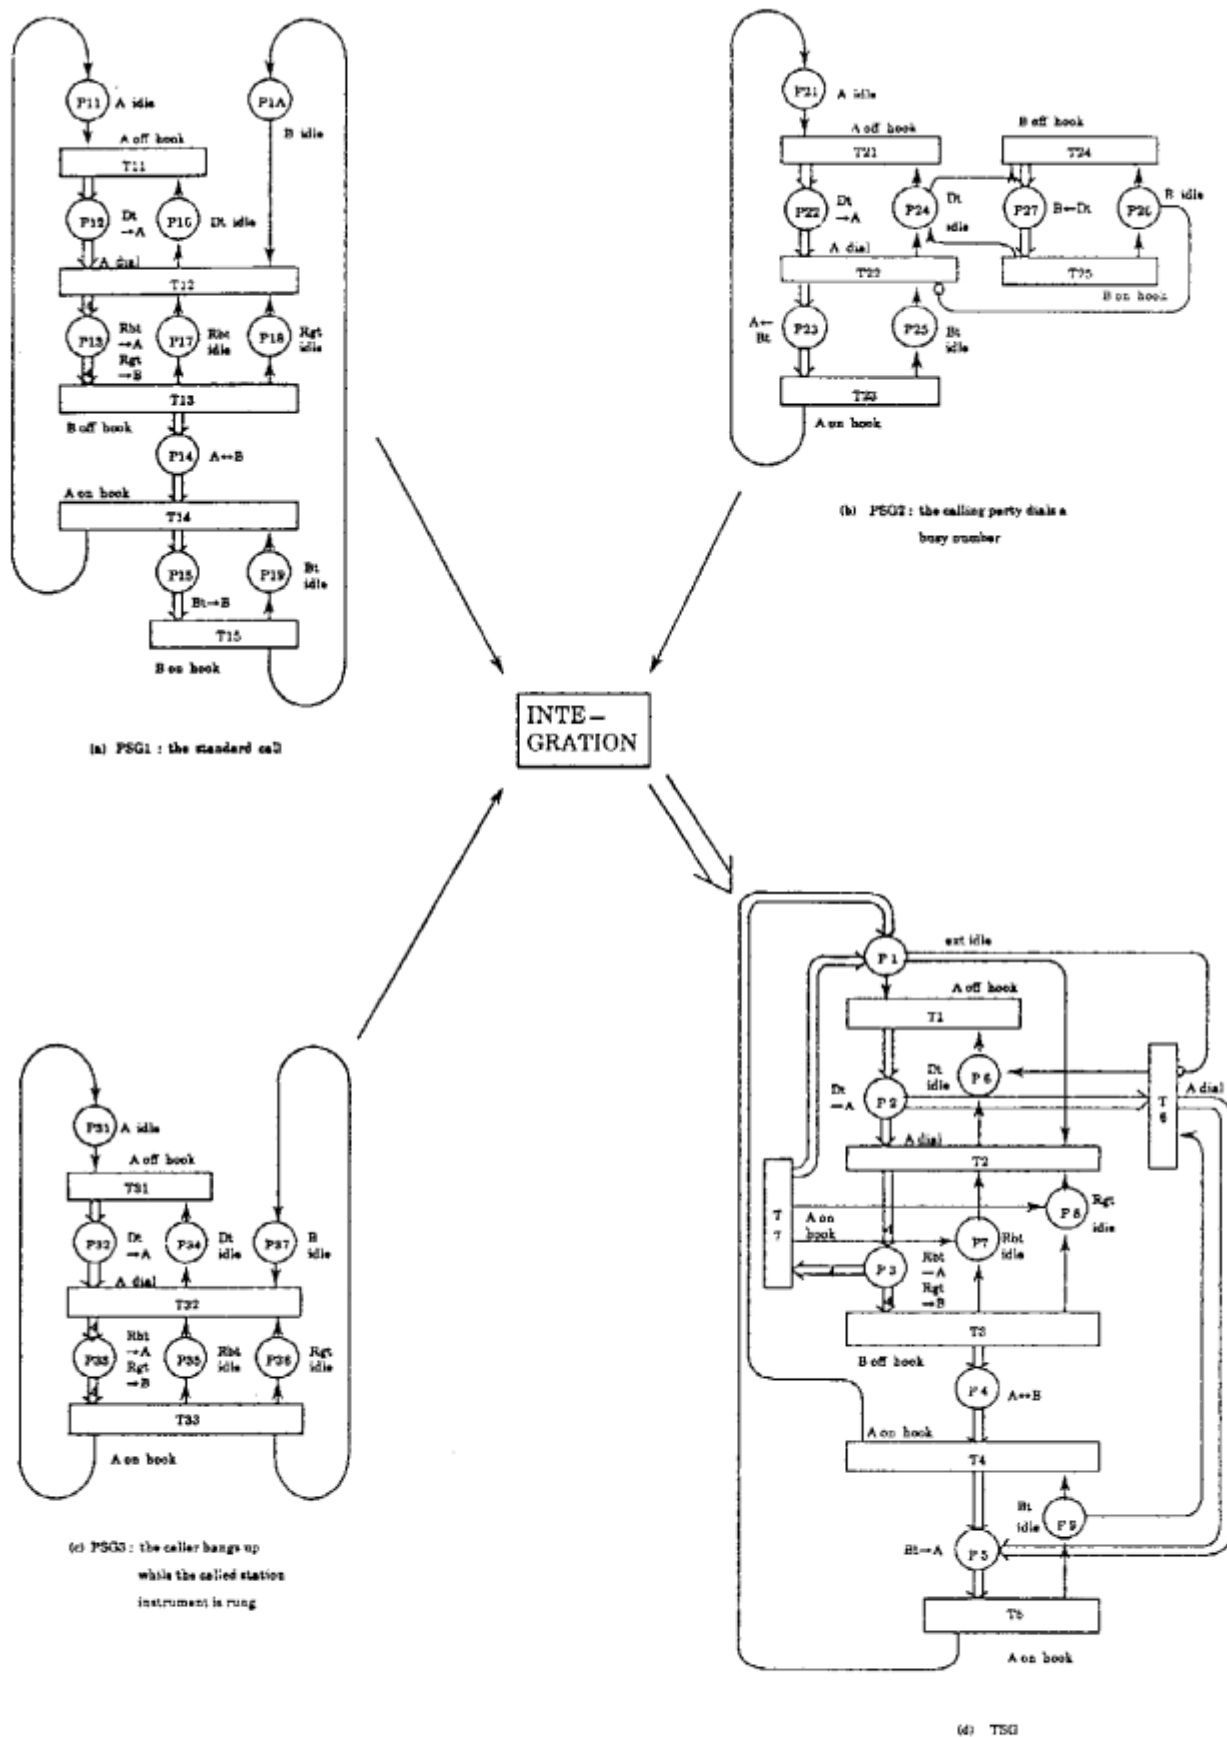 P11 A idle
P1A
B idle
A off hook
T11
P12 Dt →A
P16 Dt idle
A dial
T12
P13 Rbt →A Rgt →B
P17 Rbt idle
P18 Rgt idle
T13
B off hook
P14 A↔B
A on hook
T14
P15
Bt→B
P19 Bt idle
T15
B on hook
(a) PSG1 : the standard call
P21 A idle
A off hook
T21
B off hook
T24
P22 Dt →A
P24 Dt idle
P27 B←Dt
P26 B idle
A dial
T22
T25
B on hook
A← Bt P23
P25 Bt idle
T23
A on hook
(b) PSG2 : the calling party dials a
busy number
INTE–
GRATION
P31 A idle
A off hook
T31
P32 Dt →A
P34 Dt idle
P37 B idle
A dial
T32
P33 Rbt →A Rgt →B
P35 Rbt idle
P36 Rgt idle
T33
A on hook
(c) PSG3 : the caller hangs up
while the called station
instrument is rung
P1
ext idle
A off hook
T1
Dt idle P6
Dt →A P2
T6
A dial
A dial
T2
T7
A on hook
P8 Rgt idle
P7 Rbt idle
P3 Rbt →A Rgt →B
T3
B off hook
P4 A↔B
A on hook
T4
Bt idle P9
Bt→A P5
T5
A on hook
(d) TSG